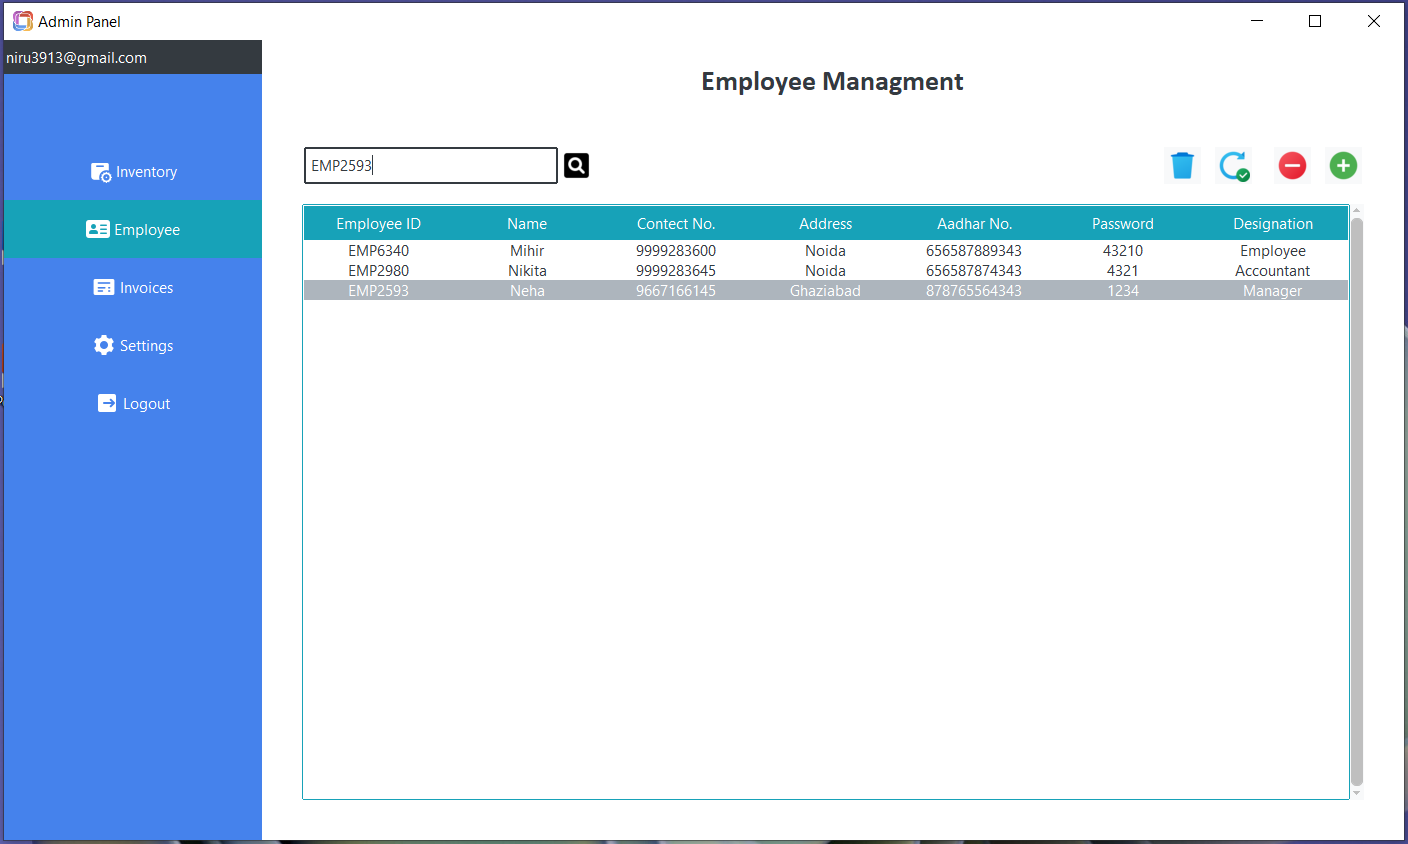 Admin Panel
niru3913@gmail.com
Employee Managment
Inventory
Employee
Invoices
Settings
Logout
EMP2593
Employee ID Name Contect No. Address Aadhar No. Password Designation
EMP6340 Mihir 9999283600 Noida 656587889343 43210 Employee
EMP2980 Nikita 9999283645 Noida 656587874343 4321 Accountant
EMP2593 Neha 9667166145 Ghaziabad 878765564343 1234 Manager